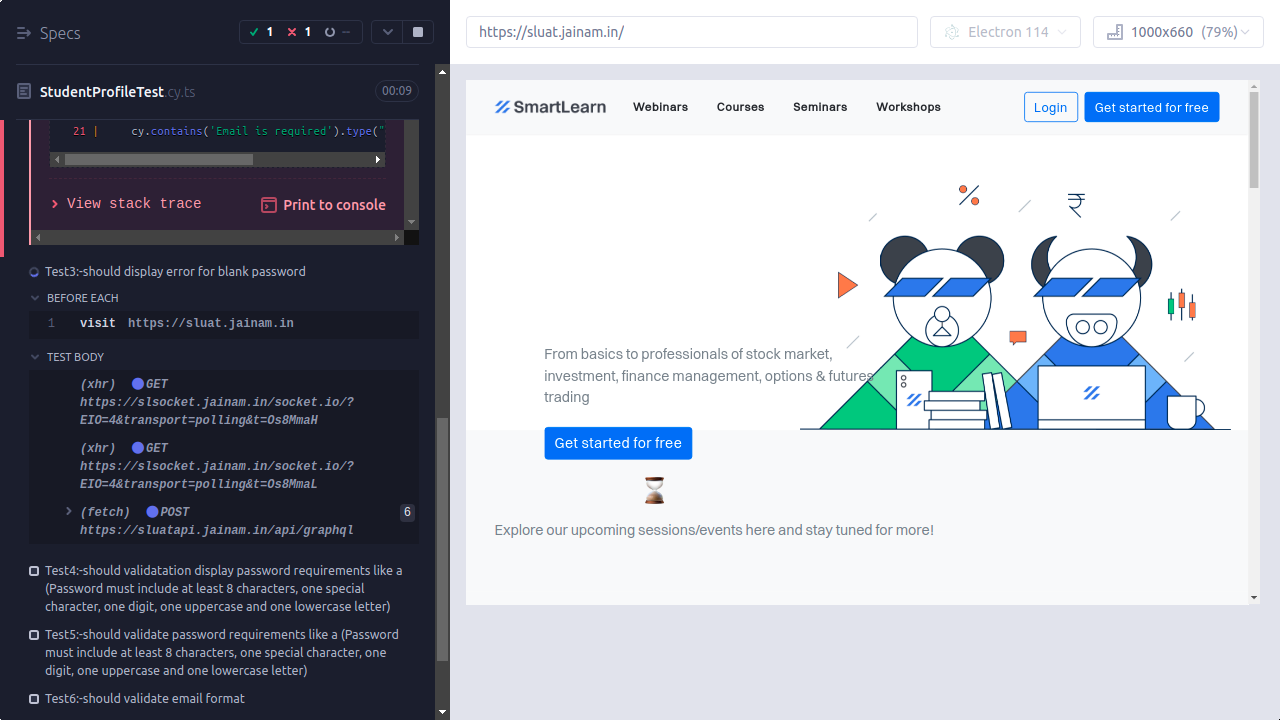 Specs
1
1
--
StudentProfileTest.cy.ts
00:09
21 | cy.contains('Email is required').type("
View stack trace
Print to console
Test3:-should display error for blank password
BEFORE EACH
1 visit https://sluat.jainam.in
TEST BODY
(xhr) GET
https://slsocket.jainam.in/socket.io/?
EIO=4&transport=polling&t=Os8MmaH
(xhr) GET
https://slsocket.jainam.in/socket.io/?
EIO=4&transport=polling&t=Os8MmaL
(fetch) POST 6
https://sluatapi.jainam.in/api/graphql
Test4:-should validatation display password requirements like a
(Password must include at least 8 characters, one special
character, one digit, one uppercase and one lowercase letter)
Test5:-should validate password requirements like a (Password
must include at least 8 characters, one special character, one
digit, one uppercase and one lowercase letter)
Test6:-should validate email format
https://sluat.jainam.in/
Electron 114
1000x660 (79%)
SmartLearn
Webinars
Courses
Seminars
Workshops
Login
Get started for free
%
₹
From basics to professionals of stock market,
investment, finance management, options & futures
trading
Get started for free
Explore our upcoming sessions/events here and stay tuned for more!